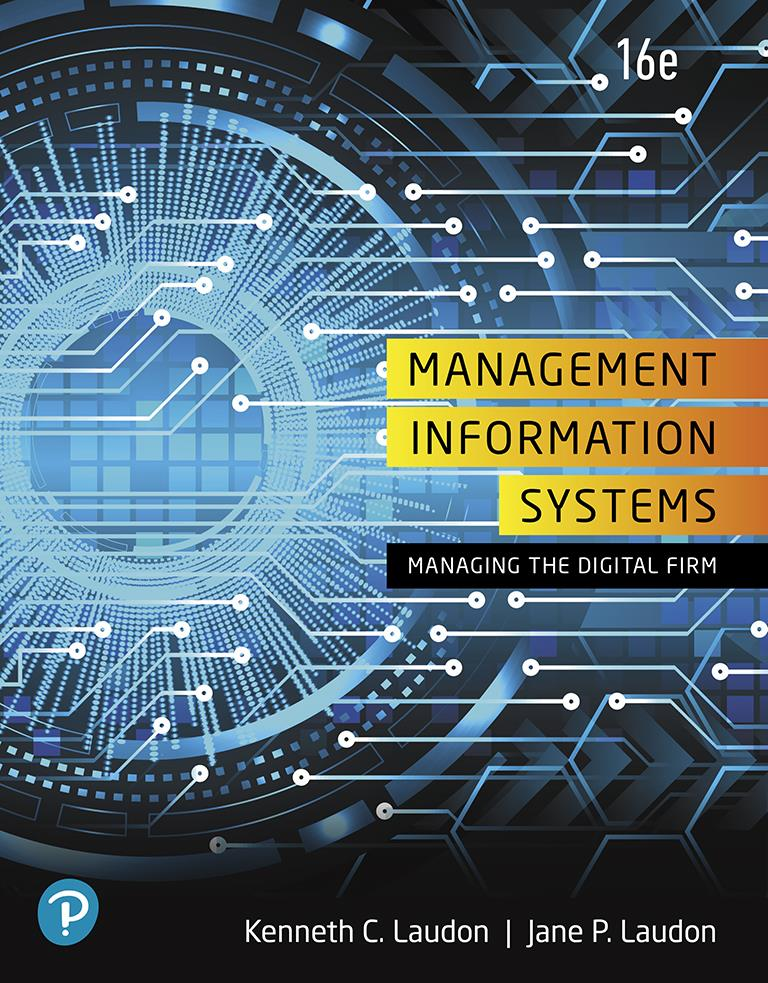 16e
MANAGEMENT
INFORMATION
SYSTEMS
MANAGING THE DIGITAL FIRM
P
Kenneth C. Laudon | Jane P. Laudon